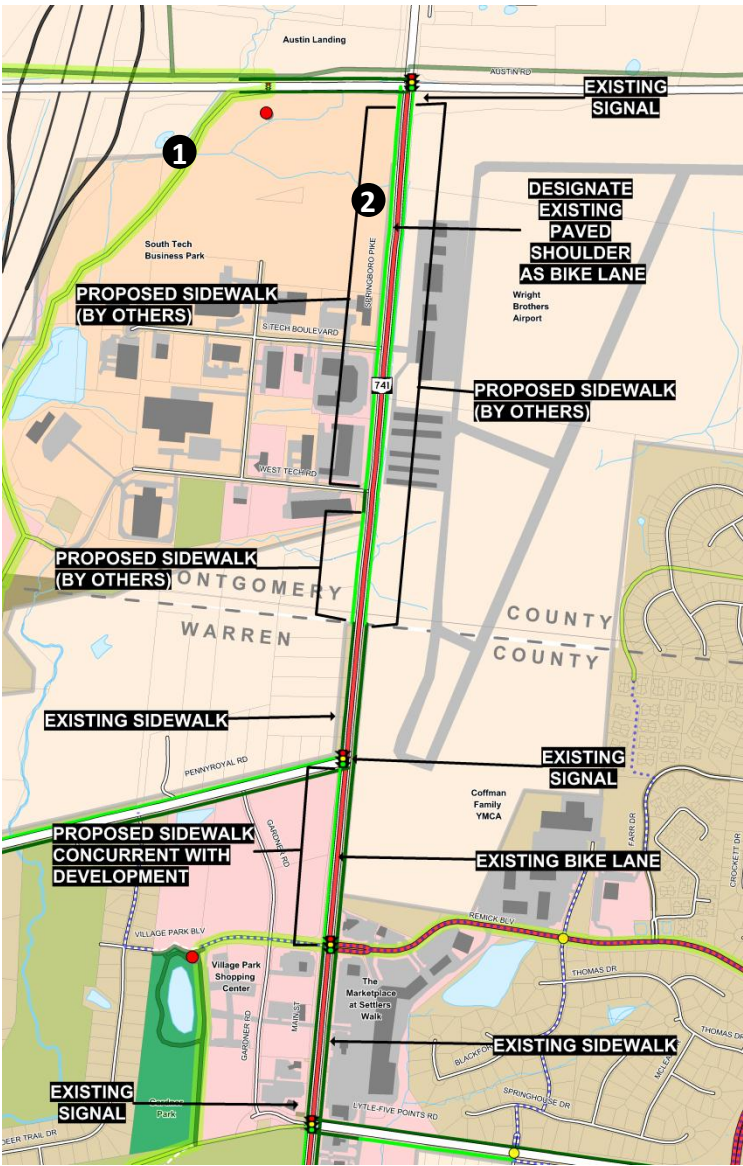 Austin Landing
AUSTIN RD
EXISTING
SIGNAL
1
2
DESIGNATE
EXISTING
PAVED
SHOULDER
AS BIKE LANE
South Tech
Business Park
SPRINGBORO PIKE
PROPOSED SIDEWALK
(BY OTHERS)
Wright
Brothers
Airport
S TECH BOULEVARD
741
PROPOSED SIDEWALK
(BY OTHERS)
WEST TECH RD
PROPOSED SIDEWALK
(BY OTHERS)
ONTGOMERY
COUNTY
WARREN
COUNTY
EXISTING SIDEWALK
PENNYROYAL RD
EXISTING
SIGNAL
Coffman
Family
YMCA
GARDNER RD
FARR DR
CROCKETT DR
PROPOSED SIDEWALK
CONCURRENT WITH
DEVELOPMENT
EXISTING BIKE LANE
REMICK BLV
VILLAGE PARK BLV
Village Park
Shopping
Center
The
Marketplace
at Settlers
Walk
THOMAS DR
THOMAS DR
GARDNER RD
MAIN ST
EXISTING SIDEWALK
EXISTING
SIGNAL
Park
LYTLE-FIVE POINTS RD
SPRINGHOUSE DR
DEER TRAIL DR